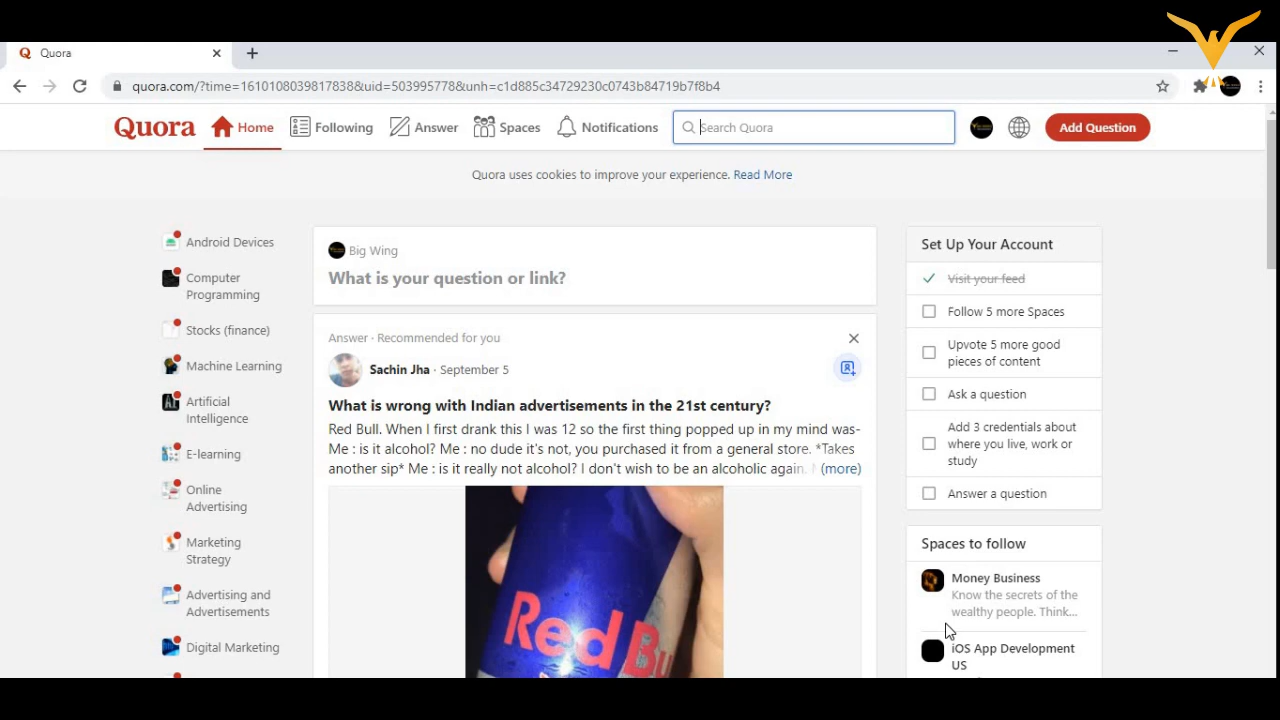 Quora
quora.com/?time=1610108039817838&uid=503995778&unh=c1d885c34729230c0743b84719b7f8b4
Quora Home Following Answer Spaces Notifications Search Quora Add Question
Quora uses cookies to improve your experience. Read More
Android Devices
Computer
Programming
Stocks (finance)
Machine Learning
Artificial
Intelligence
E-learning
Online
Advertising
Marketing
Strategy
Advertising and
Advertisements
Digital Marketing
Big Wing
What is your question or link?
Answer · Recommended for you
Sachin Jha · September 5
What is wrong with Indian advertisements in the 21st century?
Red Bull. When I first drank this I was 12 so the first thing popped up in my mind was-
Me : is it alcohol? Me : no dude it's not, you purchased it from a general store. *Takes
another sip* Me : is it really not alcohol? I don't wish to be an alcoholic again. (more)
Red Bu
Set Up Your Account
Visit your feed
Follow 5 more Spaces
Upvote 5 more good
pieces of content
Ask a question
Add 3 credentials about
where you live, work or
study
Answer a question
Spaces to follow
Money Business
Know the secrets of the
wealthy people. Think...
iOS App Development
US